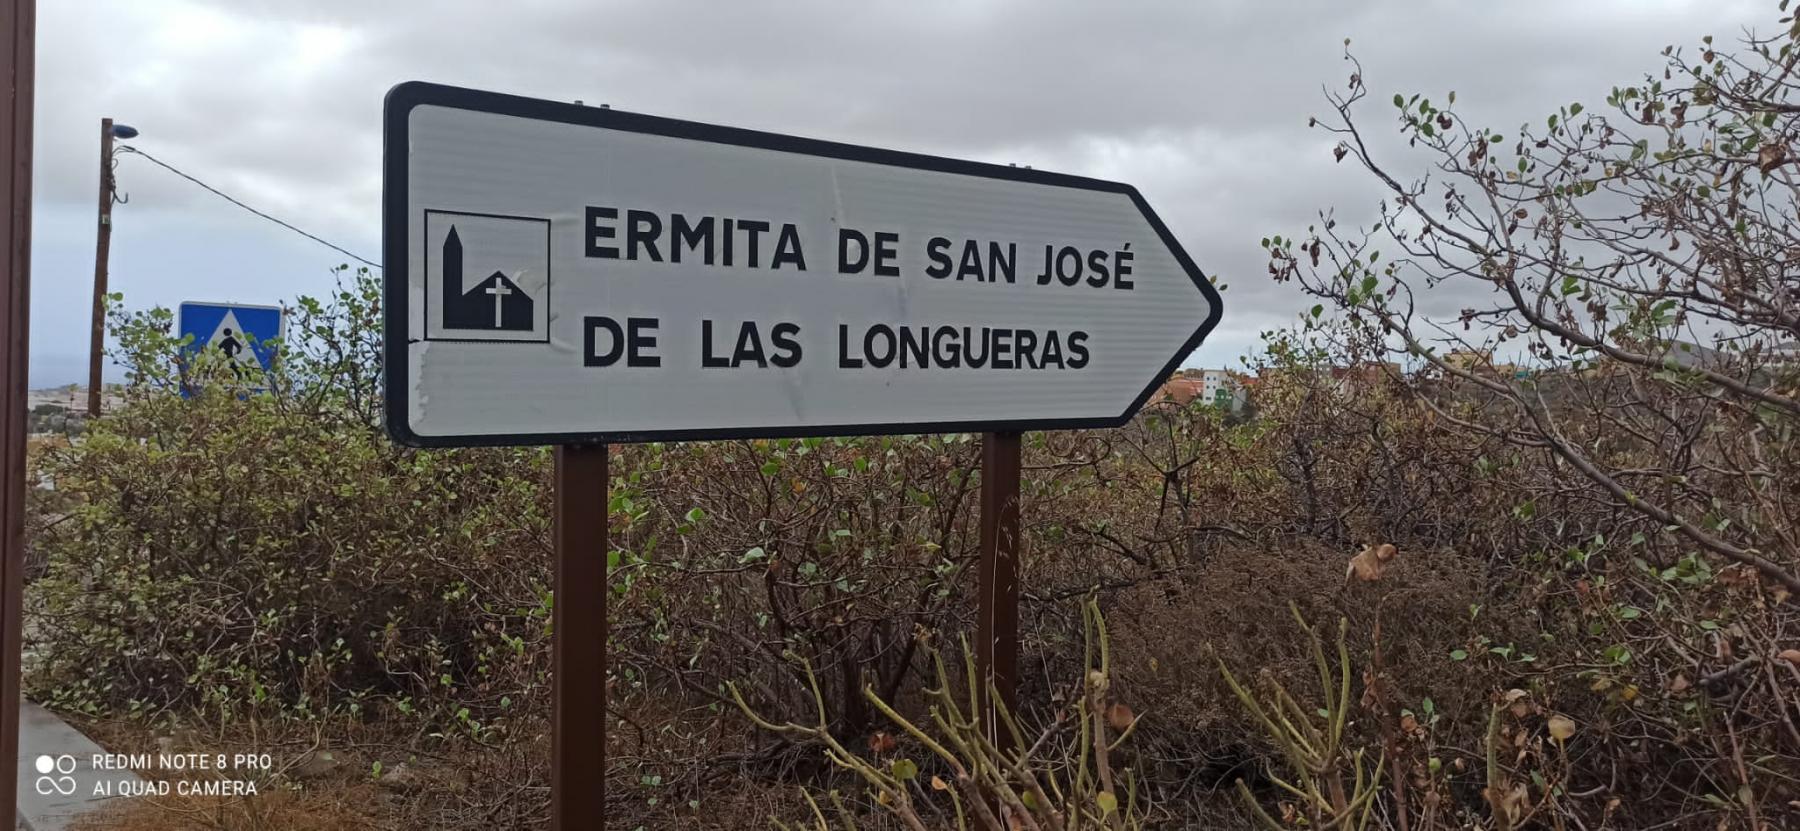 ERMITA DE SAN JOSÉ
DE LAS LONGUERAS
REDMI NOTE 8 PRO
AI QUAD CAMERA